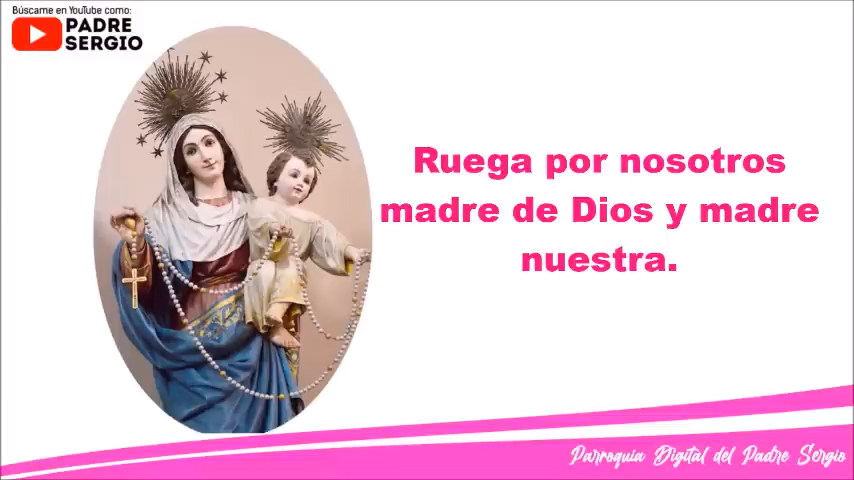 Búscame en YouTube como:
PADRE
SERGIO
Ruega por nosotros
madre de Dios y madre
nuestra.
Parroquia Digital del Padre Sergio